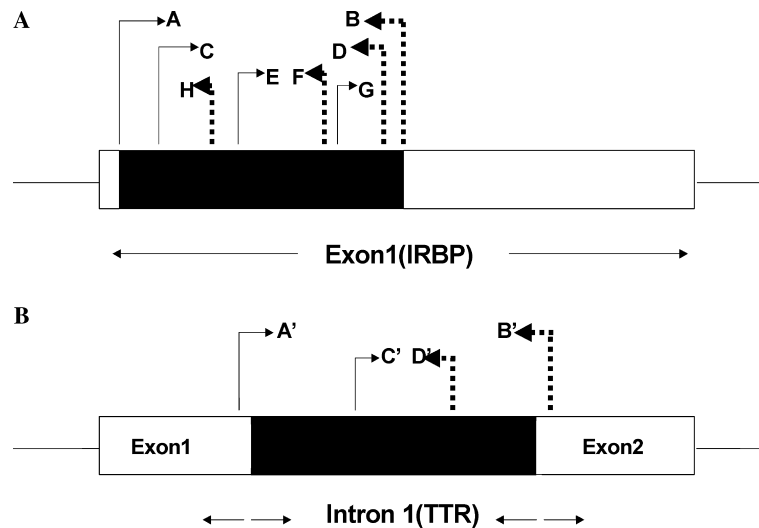 A
A
B
C
D
H
E
F
G
Exon1(IRBP)
B
A’
B’
C’ D’
Exon1
Exon2
Intron 1(TTR)